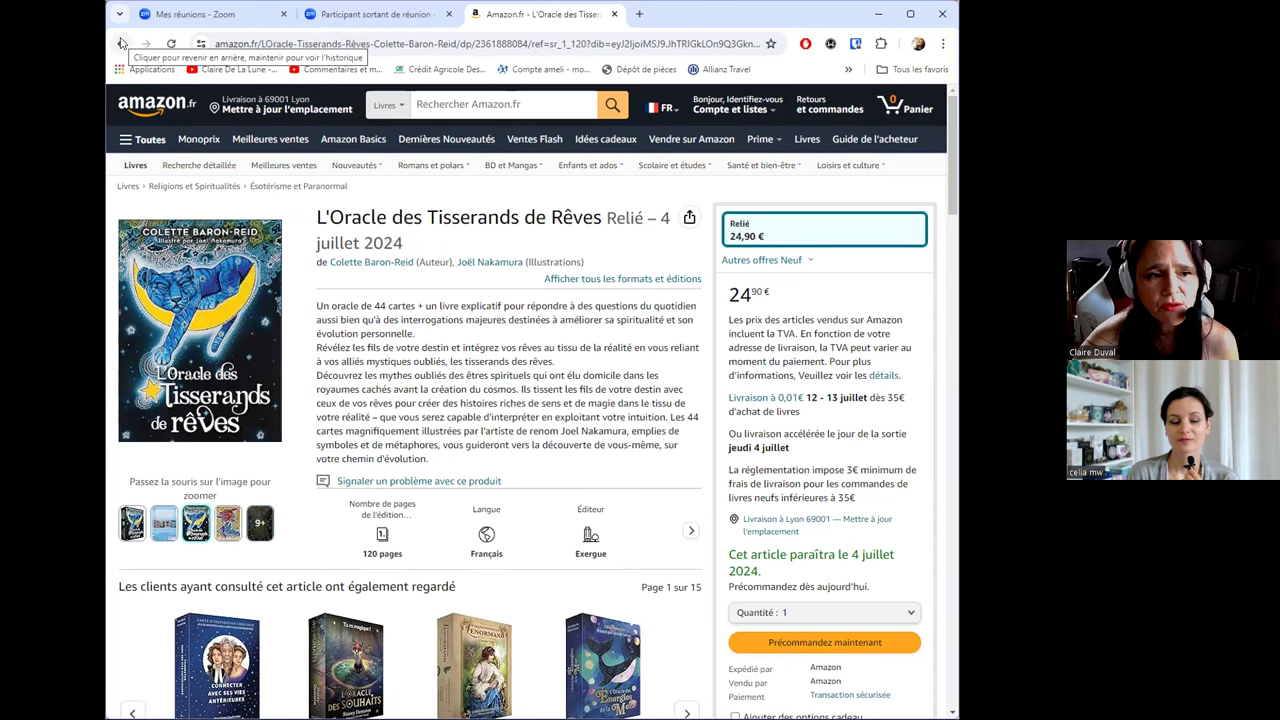 Mes réunions - Zoom
Participant sortant de réunion -
Amazon.fr - L'Oracle des Tisser
amazon.fr/LOracle-Tisserands-Rêves-Colette-Baron-Reid/dp/2361888084/ref=sr_1_120?dib=eyJ2IjoiMSJ9.JhTRIGkLOn9Q3Gkn...
Cliquer pour revenir en arrière, maintenir pour voir l'historique
Applications
Claire De La Lune -...
Commentaires et m...
Crédit Agricole Des...
Compte ameli - mo...
Dépôt de pièces
Allianz Travel
»
Tous les favoris
amazon.fr
Livraison à 69001 Lyon
Mettre à jour l'emplacement
Livres
Rechercher Amazon.fr
FR
Bonjour, Identifiez-vous
Compte et listes
Retours
et commandes
0
Panier
Toutes
Monoprix
Meilleures ventes
Amazon Basics
Dernières Nouveautés
Ventes Flash
Idées cadeaux
Vendre sur Amazon
Prime
Livres
Guide de l'acheteur
Livres
Recherche détaillée
Meilleures ventes
Nouveautés
Romans et polars
BD et Mangas
Enfants et ados
Scolaire et études
Santé et bien-être
Loisirs et culture
Livres › Religions et Spiritualités › Ésotérisme et Paranormal
COLETTE BARON-REID
Illustré par Joel Nakamura
L'Oracle des
Tisserands
de rêves
Passez la souris sur l'image pour
zoomer
9+
L'Oracle des Tisserands de Rêves Relié – 4
juillet 2024
de Colette Baron-Reid (Auteur), Joël Nakamura (Illustrations)
Afficher tous les formats et éditions
Un oracle de 44 cartes + un livre explicatif pour répondre à des questions du quotidien
aussi bien qu'à des interrogations majeures destinées à améliorer sa spiritualité et son
évolution personnelle.
Révélez les fils de votre destin et intégrez vos rêves au tissu de la réalité en vous reliant
à vos alliés mystiques oubliés, les tisserands des rêves.
Découvrez les lieux oubliés des êtres spirituels qui ont élu domicile dans les
royaumes cachés avant la création du cosmos. Ils tissent les fils de votre destin avec
ceux de vos rêves pour créer des histoires riches de sens et de magie dans le tissu de
votre réalité – que vous serez capable d'interpréter en exploitant votre intuition. Les 44
cartes magnifiquement illustrées par l'artiste de renom Joel Nakamura, emplies de
symboles et de métaphores, vous guideront vers la découverte de vous-même, sur
votre chemin d'évolution.
Signaler un problème avec ce produit
Nombre de pages
de l'édition...
120 pages
Langue
Français
Éditeur
Exergue
Les clients ayant consulté cet article ont également regardé
Page 1 sur 15
CONNECTER
AVEC SES VIES
ANTÉRIEURES
L'ORACLE
DES SOUHAITS
LENORMAND
L'Oracle des
Énergies
de la Mer
Relié
24,90 €
Autres offres Neuf
24,90 €
Les prix des articles vendus sur Amazon
incluent la TVA. En fonction de votre
adresse de livraison, la TVA peut varier au
moment du paiement. Pour plus
d'informations, Veuillez voir les détails.
Livraison à 0,01€ 12 - 13 juillet dès 35€
d'achat de livres
Ou livraison accélérée le jour de la sortie
jeudi 4 juillet
La réglementation impose 3€ minimum de
frais de livraison pour les commandes de
livres neufs inférieures à 35€
Livraison à Lyon 69001 — Mettre à jour
l'emplacement
Cet article paraîtra le 4 juillet
2024.
Précommandez dès aujourd'hui.
Quantité : 1
Précommandez maintenant
Expédié par Amazon
Vendu par Amazon
Paiement Transaction sécurisée
Ajouter des options cadeau
Claire Duval
celia mw